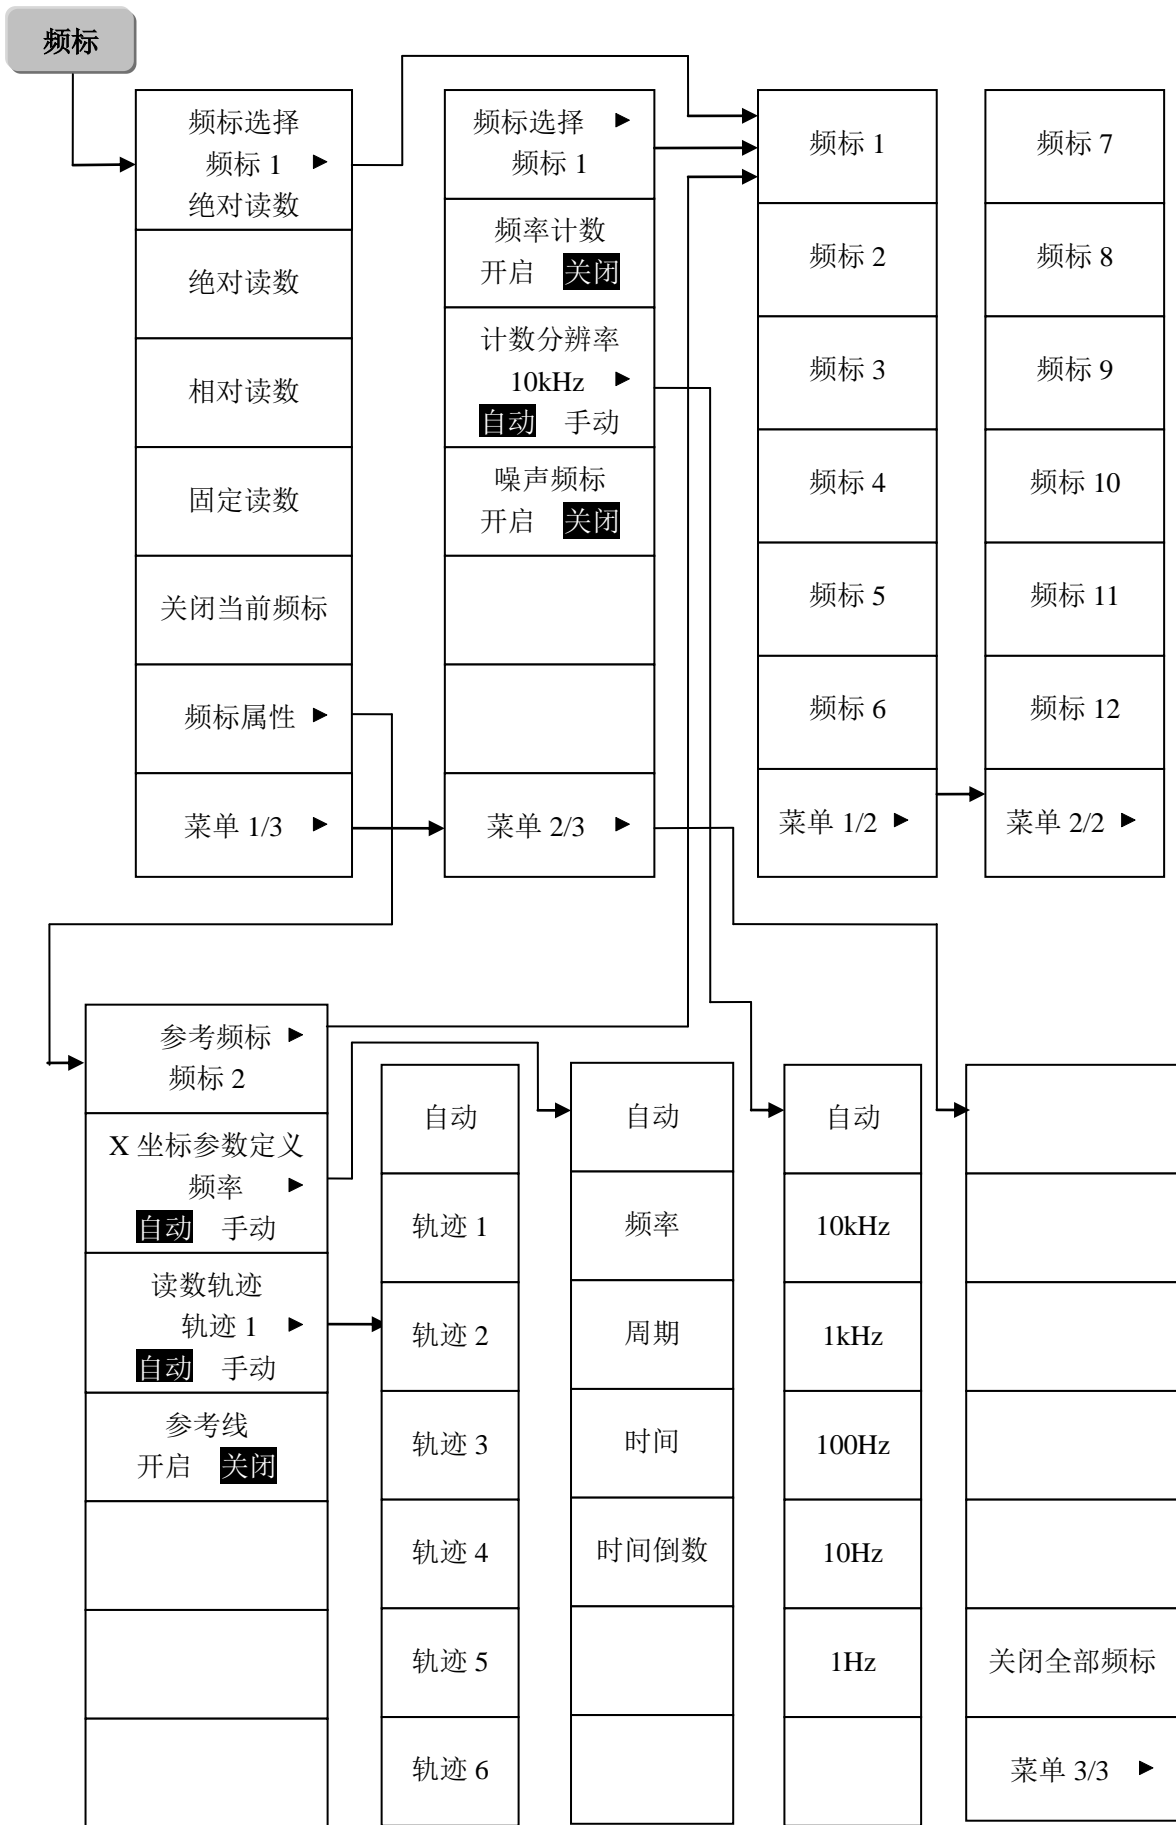 频标
频标选择
频标 1
绝对读数
绝对读数
相对读数
固定读数
关闭当前频标
频标属性
菜单 1/3
频标选择
频标 1
频率计数
开启 关闭
计数分辨率
10kHz
自动 手动
噪声频标
开启 关闭
菜单 2/3
频标 1
频标 2
频标 3
频标 4
频标 5
频标 6
菜单 1/2
频标 7
频标 8
频标 9
频标 10
频标 11
频标 12
菜单 2/2
参考频标
频标 2
X 坐标参数定义
频率
自动 手动
读数轨迹
轨迹 1
自动 手动
参考线
开启 关闭
自动
轨迹 1
轨迹 2
轨迹 3
轨迹 4
轨迹 5
轨迹 6
自动
频率
周期
时间
时间倒数
自动
10kHz
1kHz
100Hz
10Hz
1Hz
关闭全部频标
菜单 3/3